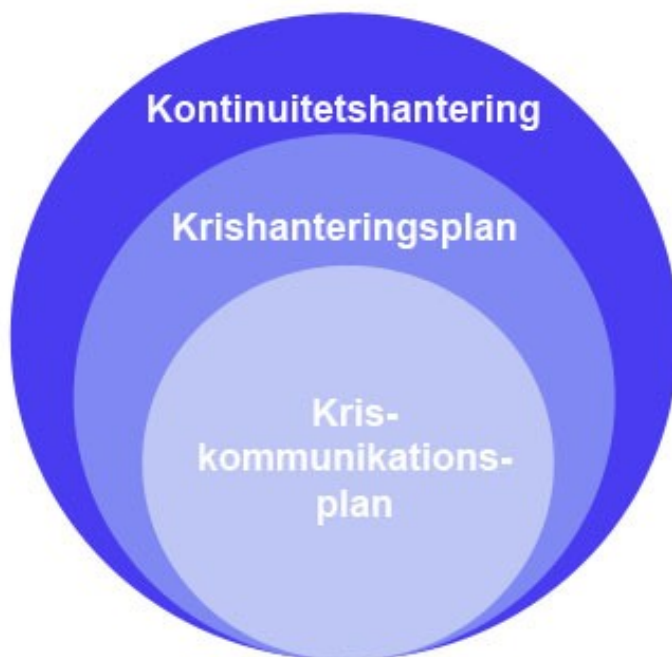 Kontinuitetshantering
Krishanteringsplan
Kris-
kommunikations-
plan